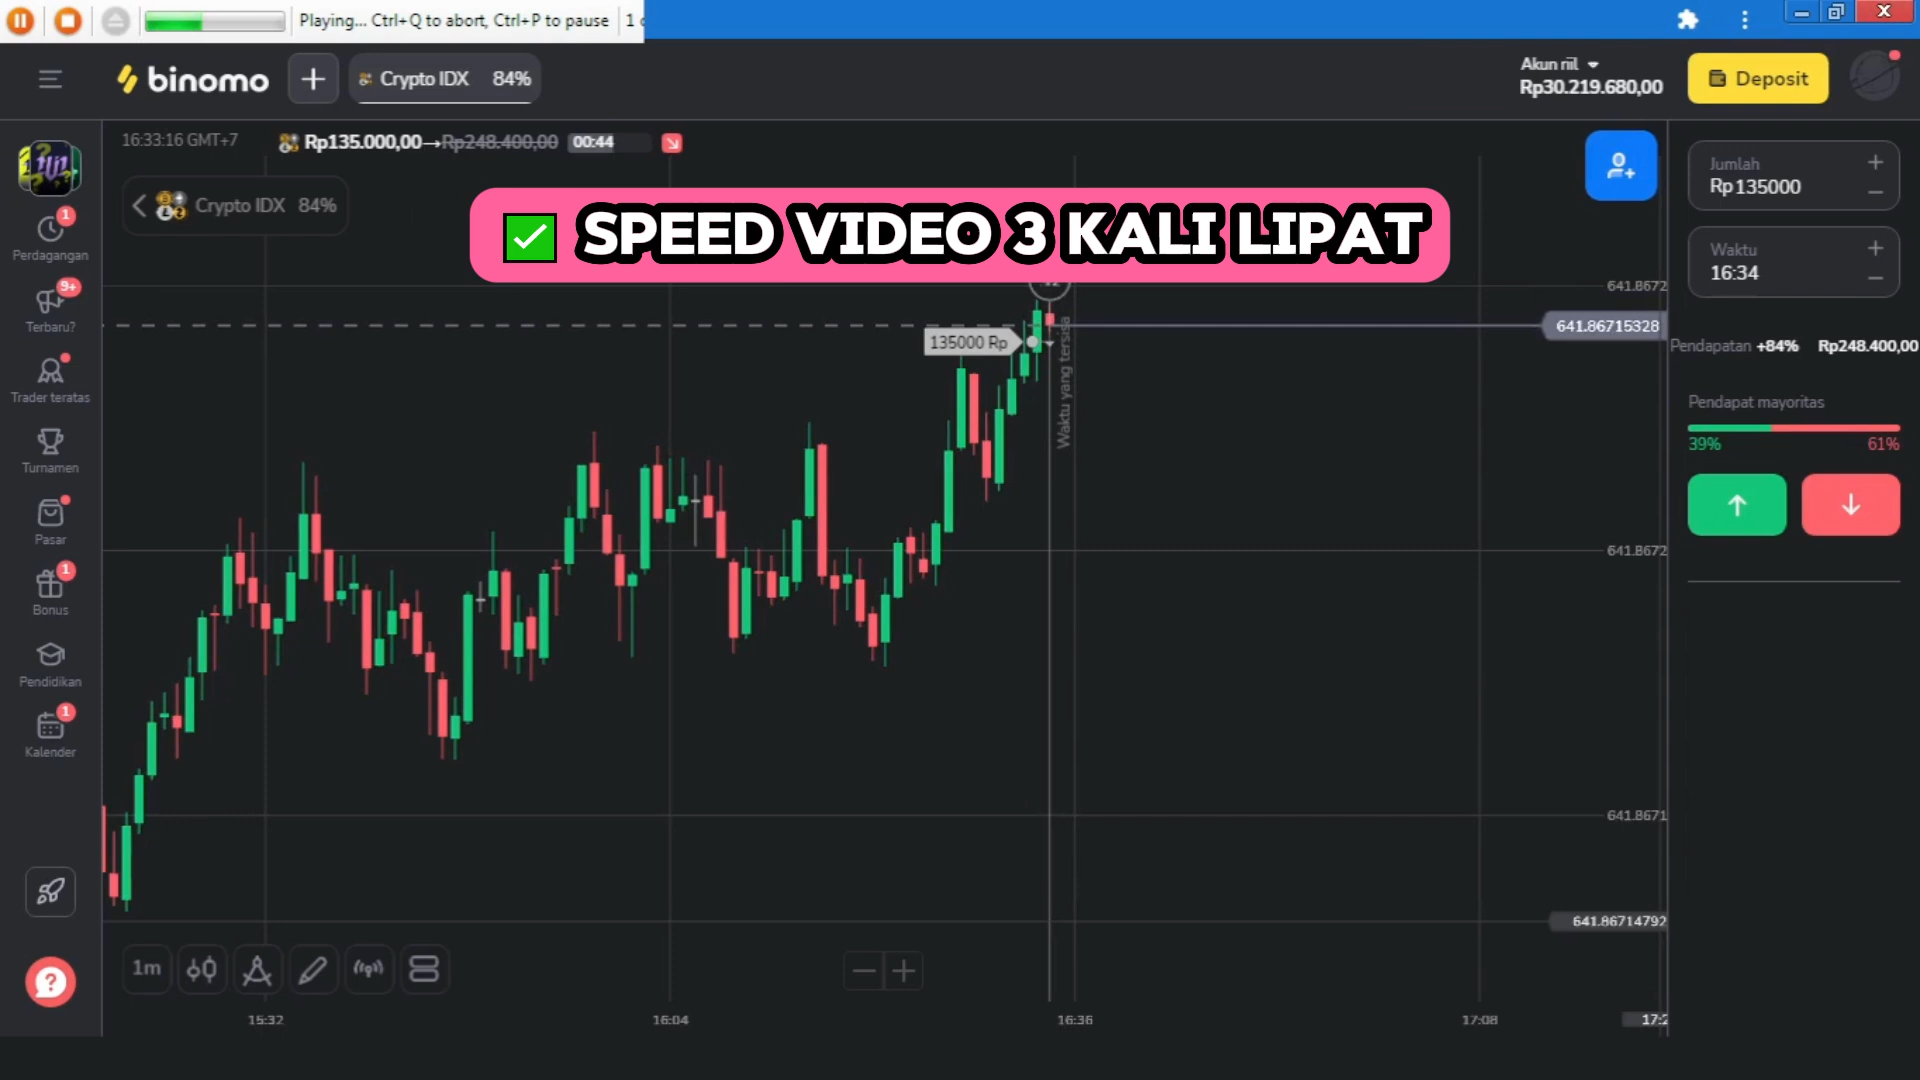 Playing... Ctrl+Q to abort, Ctrl+P to pause
binomo
Crypto IDX 84%
Akun riil
Rp30.219.680,00
Deposit
16:33:16 GMT+7
Rp135.000,00→Rp248.400,00 00:44
Crypto IDX 84%
SPEED VIDEO 3 KALI LIPAT
Perdagangan
1
Terbaru?
9+
Trader teratas
Turnamen
Pasar
Bonus
1
Pendidikan
Kalender
1
135000 Rp
Waktu yang tersisa
641.8672
641.86715328
641.8672
641.8671
641.86714792
Jumlah
Rp135000
Waktu
16:34
Pendapatan +84% Rp248.400,00
Pendapat mayoritas
39% 61%
1m
15:32
16:04
16:36
17:08